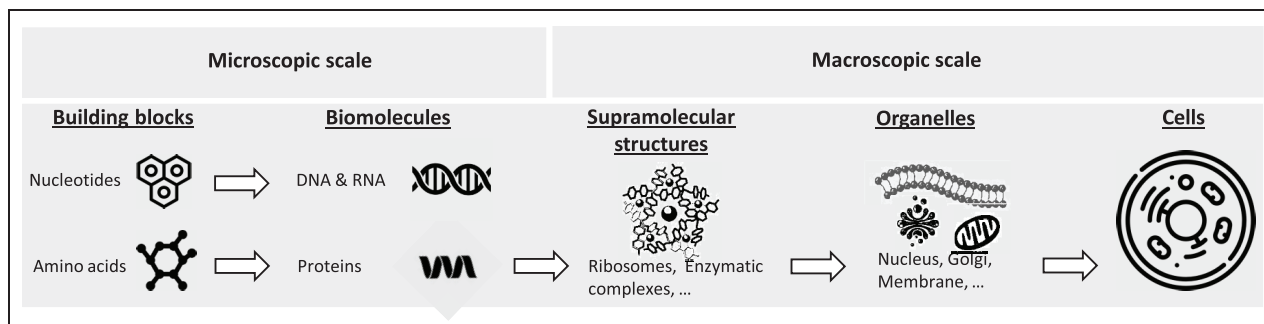 Microscopic scale
Macroscopic scale
Building blocks
Biomolecules
Supramolecular
structures
Organelles
Cells
Nucleotides
DNA & RNA
Amino acids
Proteins
Ribosomes, Enzymatic
complexes, ...
Nucleus, Golgi,
Membrane, ...